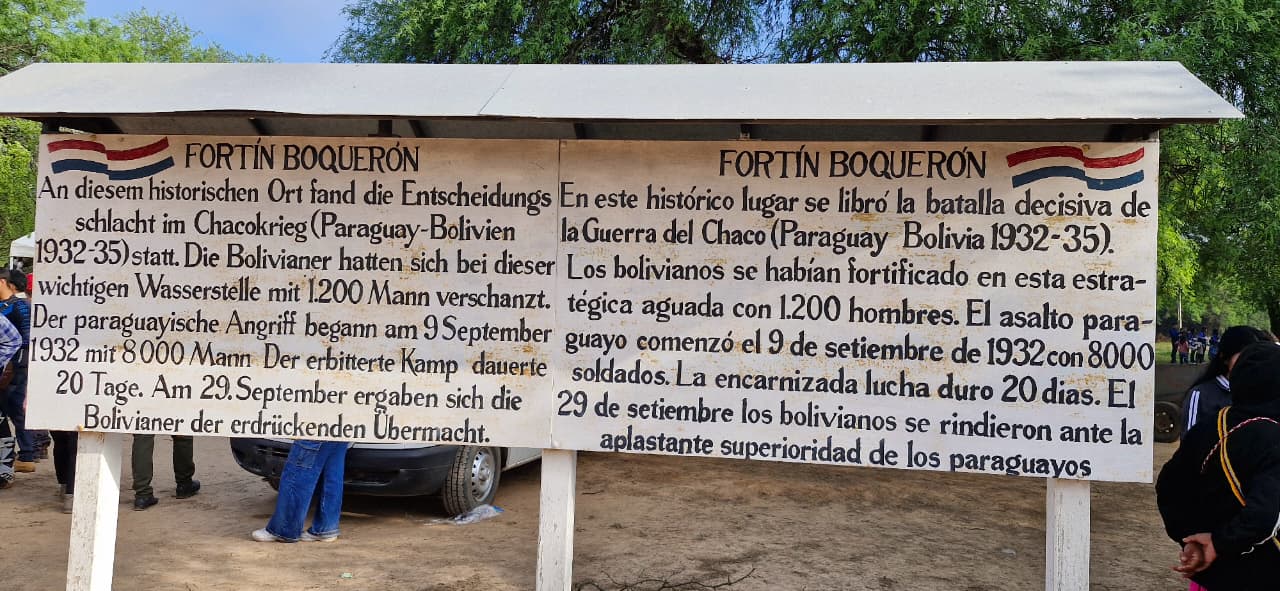 FORTÍN BOQUERÓN
An diesem historischen Ort fand die Entscheidungs
schlacht im Chacokrieg (Paraguay-Bolivien
1932-35) statt. Die Bolivianer hatten sich bei dieser
wichtigen Wasserstelle mit 1.200 Mann verschanzt.
Der paraguayische Angriff begann am 9 September
1932 mit 8000 Mann Der erbitterte Kamp dauerte
20 Tage. Am 29. September ergaben sich die
Bolivianer der erdrückenden Übermacht.
FORTÍN BOQUERÓN
En este histórico lugar se libró la batalla decisiva de
la Guerra del Chaco (Paraguay Bolivia 1932-35).
Los bolivianos se habían fortificado en esta estra-
tégica aguada con 1.200 hombres. El asalto para-
guayo comenzó el 9 de setiembre de 1932 con 8000
soldados. La encarnizada lucha duro 20 dias. El
29 de setiembre los bolivianos se rindieron ante la
aplastante superioridad de los paraguayos